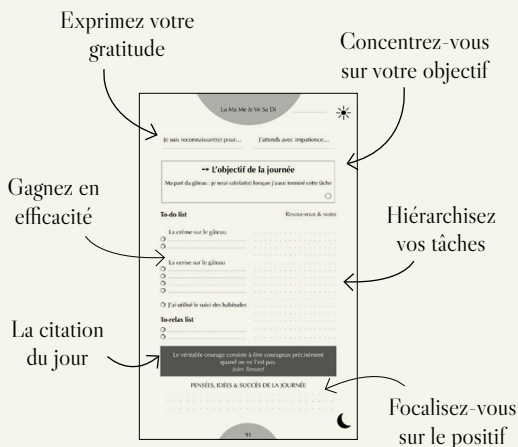 Exprimez votre
gratitude
Concentrez-vous
sur votre objectif
Lu Ma Me Je Ve Sa Di
Je suis reconnaissant(e) pour...
J'attends avec impatience...
L'objectif de la journée
Ma part du gâteau : je serai satisfait(e) lorsque j'aurai terminé cette tâche
Gagnez en
efficacité
To-do list
Rendez-vous & notes
La crème sur le gâteau
La cerise sur le gâteau
Hiérarchisez
vos tâches
J'ai utilisé le suivi des habitudes
To-relax list
La citation
du jour
Le véritable courage consiste à être courageux précisément
quand on ne l'est pas.
Jules Renard
PENSÉES, IDÉES & SUCCÈS DE LA JOURNÉE
Focalisez-vous
sur le positif
91